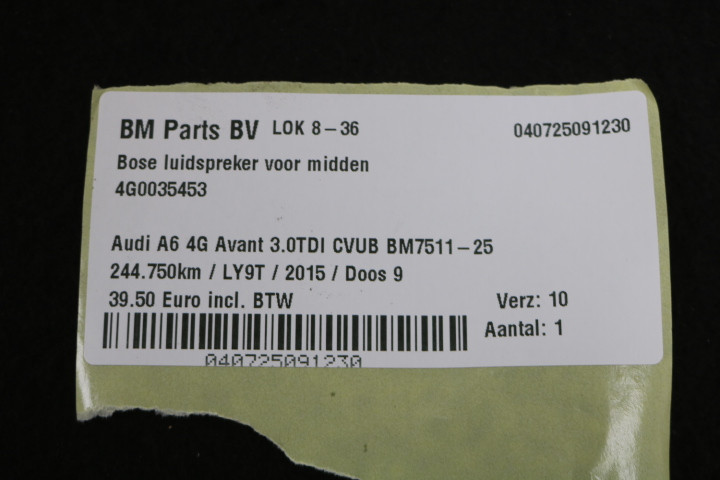 BM Parts BV LOK 8-36 040725091230
Bose luidspreker voor midden
4G0035453
Audi A6 4G Avant 3.0TDI CVUB BM7511-25
244.750km / LY9T / 2015 / Doos 9
39.50 Euro incl. BTW Verz: 10
Aantal: 1
040725091230